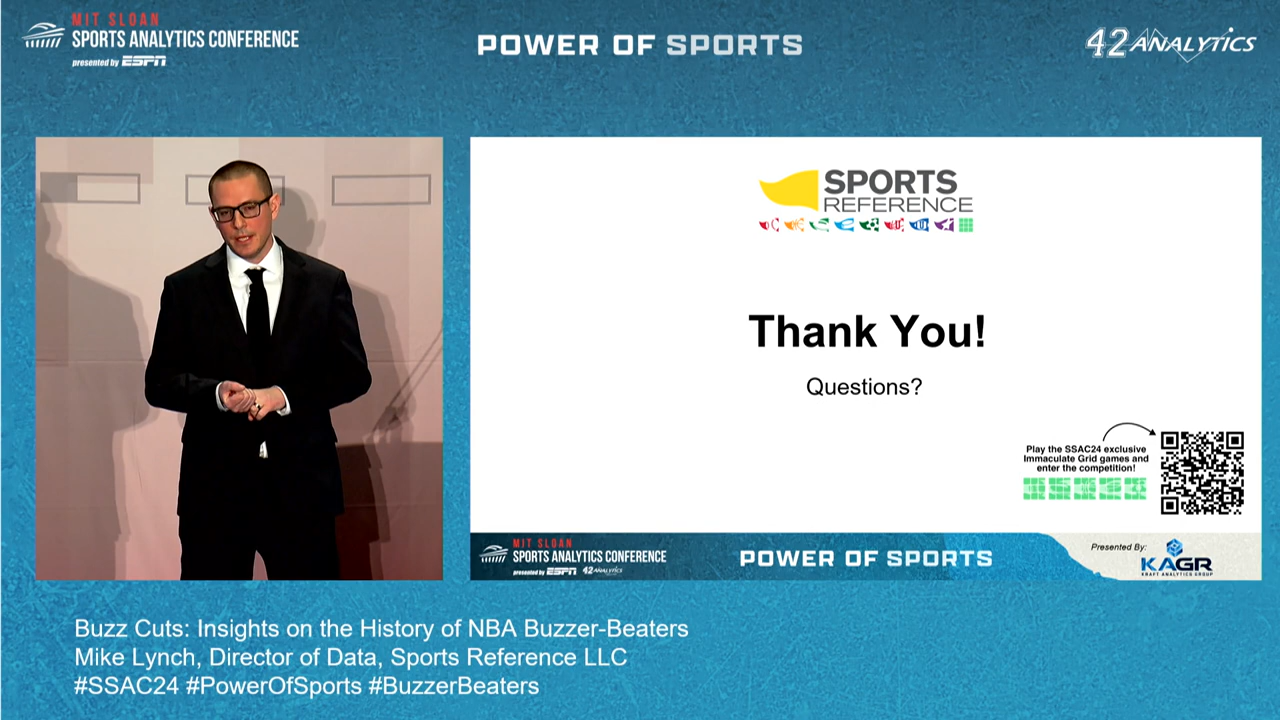 MIT SLOAN
SPORTS ANALYTICS CONFERENCE
presented by ESPN
POWER OF SPORTS
42 ANALYTICS
SPORTS
REFERENCE
Thank You!
Questions?
Play the SSAC24 exclusive
Immaculate Grid games and
enter the competition!
MIT SLOAN
SPORTS ANALYTICS CONFERENCE
presented by ESPN 42 ANALYTICS
POWER OF SPORTS
Presented By:
KAGR
KRAFT ANALYTICS GROUP
Buzz Cuts: Insights on the History of NBA Buzzer-Beaters
Mike Lynch, Director of Data, Sports Reference LLC
#SSAC24 #PowerOfSports #BuzzerBeaters